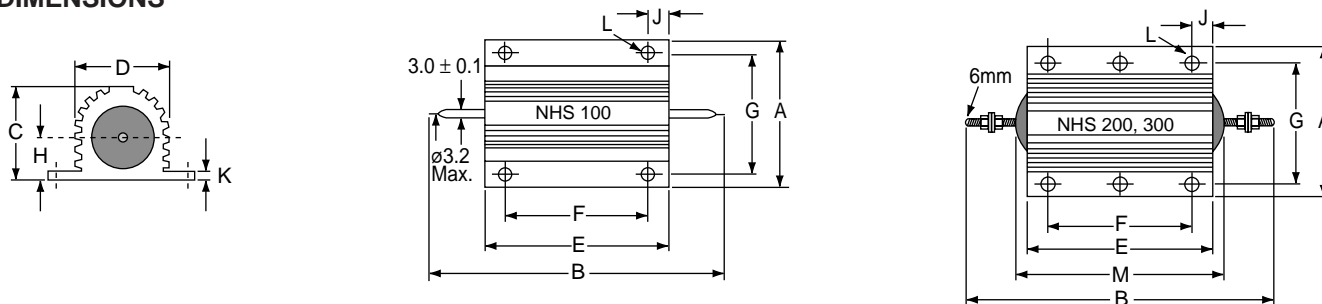 DIMENSIONS
D
C
H
K
L
J
3.0 ± 0.1
NHS 100
G
A
ø3.2
Max.
F
E
B
L
J
6mm
NHS 200, 300
G
A
F
E
M
B